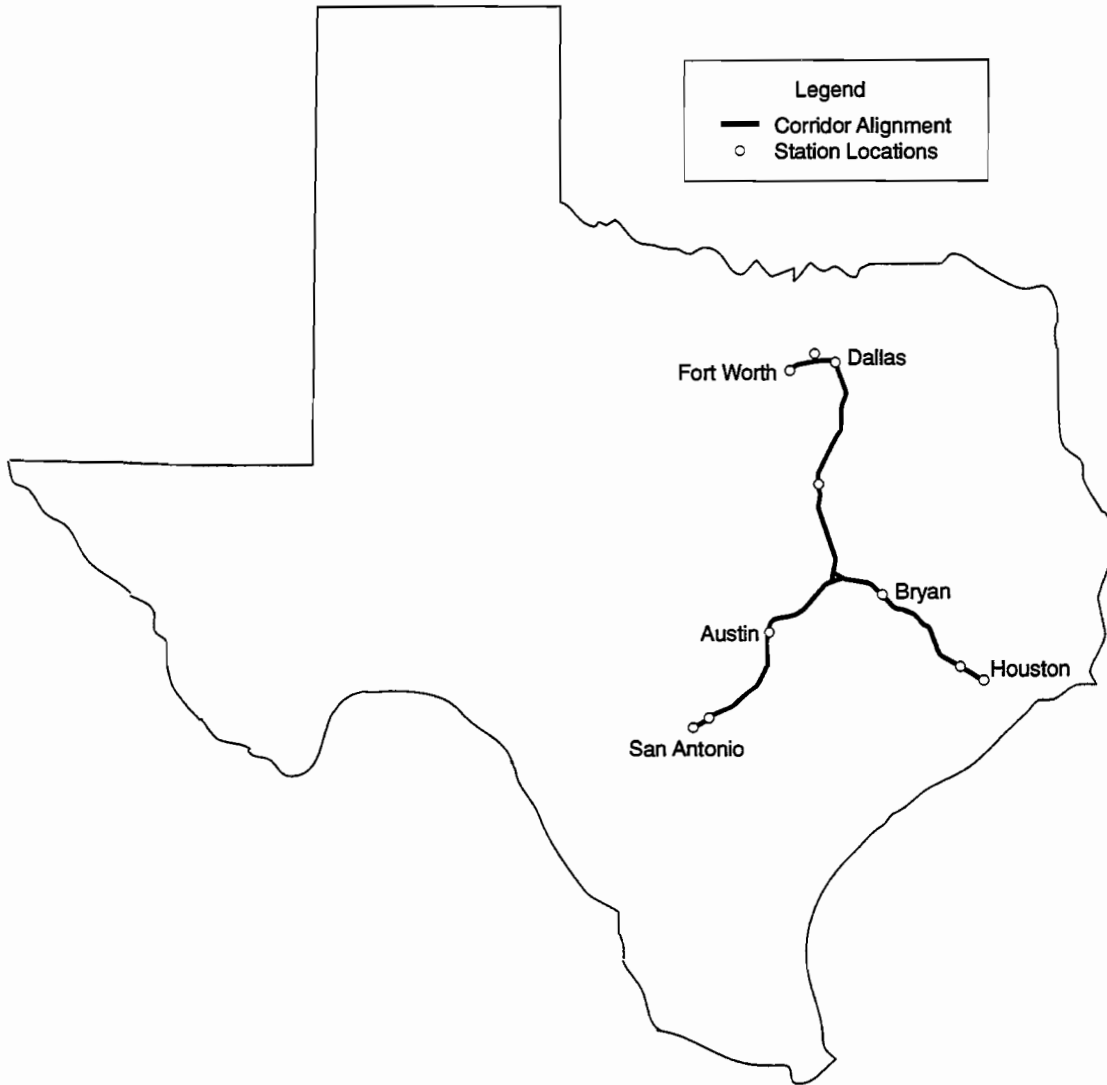 Legend
Corridor Alignment
Station Locations
Dallas
Fort Worth
Bryan
Austin
Houston
San Antonio